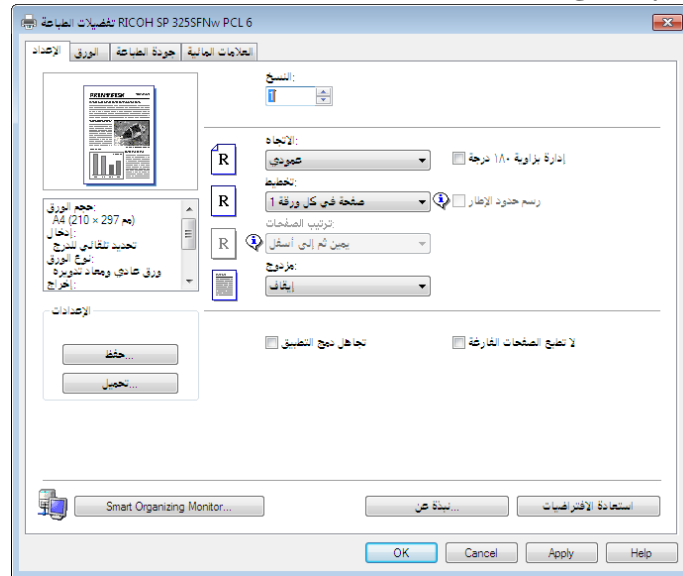 تفضيلات الطباعة RICOH SP 325SFNw PCL 6
الإعداد
الورق
جودة الطباعة
العلامات المائية
النسخ:
1
الاتجاه:
عمودي
إدارة بزاوية ١٨٠ درجة
تخطيط:
صفحة في كل ورقة 1
رسم حدود الإطار
ترتيب الصفحات:
يمين ثم إلى أسفل
مزدوج:
إيقاف
حجم الورق:
A4 (210 × 297 مم)
إدخال:
تحديد تلقائي للدرج
نوع الورق:
ورق عادي ومعاد تدويره
إخراج:
الإعدادات
حفظ...
تحميل...
تجاهل دمج التطبيق
لا تطبع الصفحات الفارغة
Smart Organizing Monitor...
نبذة عن...
استعادة الافتراضيات
OK
Cancel
Apply
Help